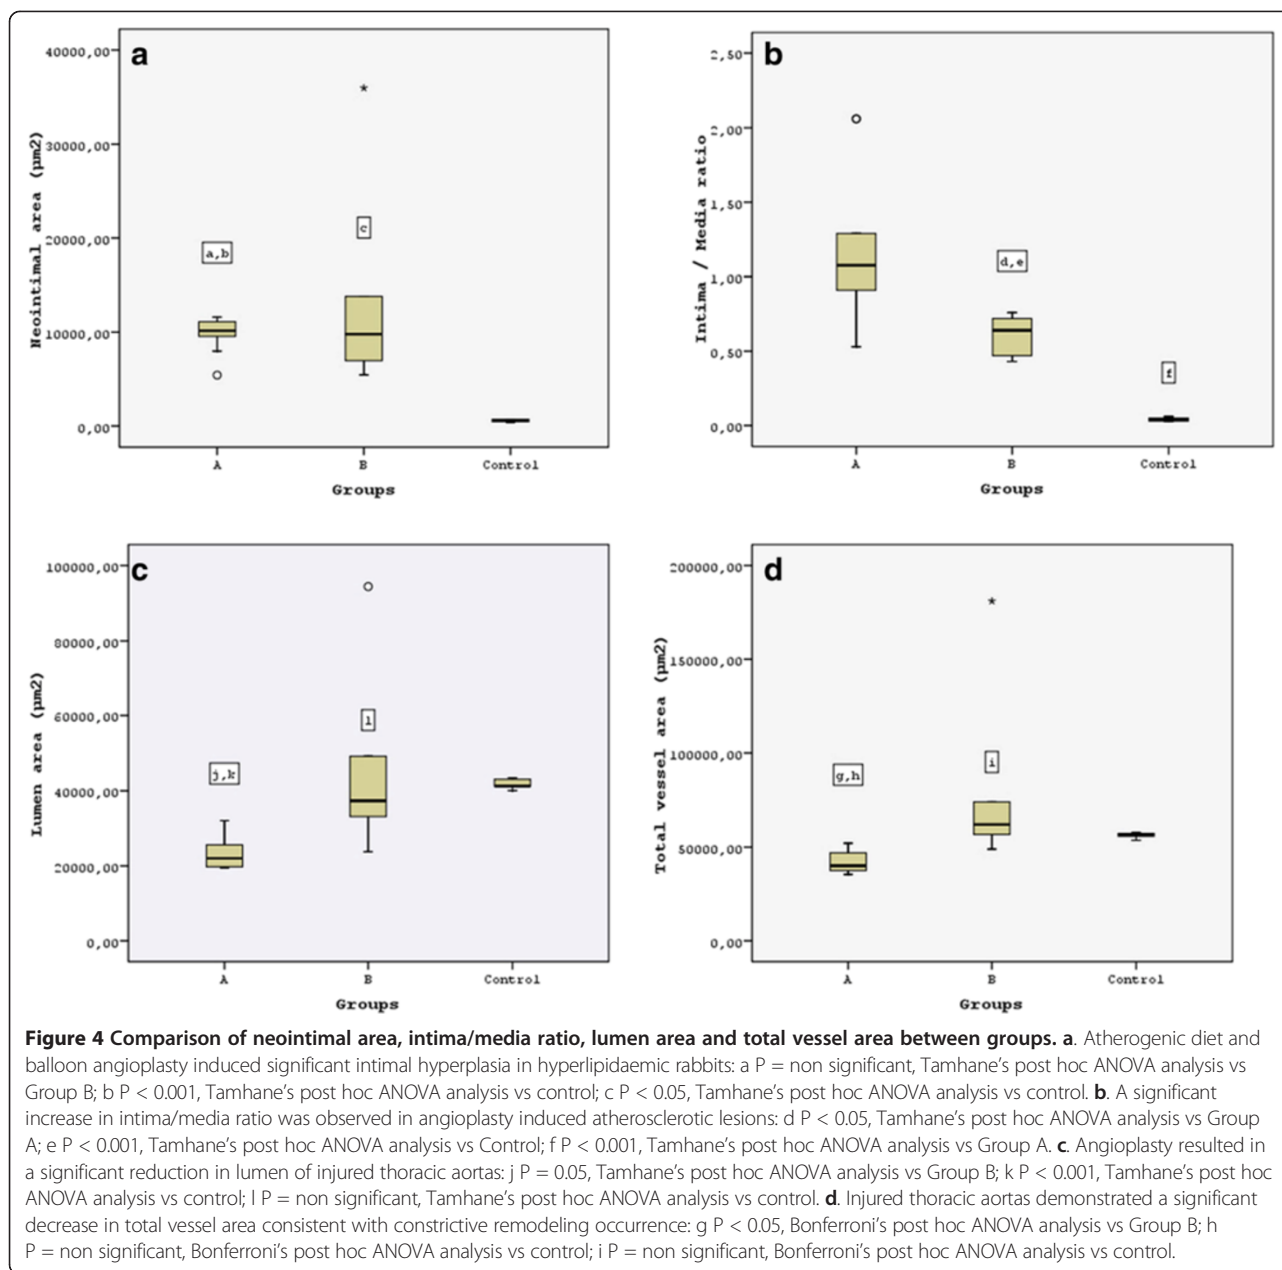 a
40000,00
30000,00
20000,00
10000,00
0,00
Neointimal area (µm2)
a,b
c
A
B
Control
Groups
b
2,50
2,00
1,50
1,00
0,50
0,00
Intima / Media ratio
d,e
f
A
B
Control
Groups
c
100000,00
80000,00
60000,00
40000,00
20000,00
0,00
Lumen area (µm2)
j,k
l
A
B
Control
Groups
d
200000,00
150000,00
100000,00
50000,00
0,00
Total vessel area (µm2)
g,h
i
A
B
Control
Groups
Figure 4 Comparison of neointimal area, intima/media ratio, lumen area and total vessel area between groups. a. Atherogenic diet and
balloon angioplasty induced significant intimal hyperplasia in hyperlipidaemic rabbits: a P = non significant, Tamhane's post hoc ANOVA analysis vs
Group B; b P < 0.001, Tamhane's post hoc ANOVA analysis vs control; c P < 0.05, Tamhane's post hoc ANOVA analysis vs control. b. A significant
increase in intima/media ratio was observed in angioplasty induced atherosclerotic lesions: d P < 0.05, Tamhane's post hoc ANOVA analysis vs Group
A; e P < 0.001, Tamhane's post hoc ANOVA analysis vs Control; f P < 0.001, Tamhane's post hoc ANOVA analysis vs Group A. c. Angioplasty resulted in
a significant reduction in lumen of injured thoracic aortas: j P = 0.05, Tamhane's post hoc ANOVA analysis vs Group B; k P < 0.001, Tamhane's post hoc
ANOVA analysis vs control; l P = non significant, Tamhane's post hoc ANOVA analysis vs control. d. Injured thoracic aortas demonstrated a significant
decrease in total vessel area consistent with constrictive remodeling occurrence: g P < 0.05, Bonferroni's post hoc ANOVA analysis vs Group B; h
P = non significant, Bonferroni's post hoc ANOVA analysis vs control; i P = non significant, Bonferroni's post hoc ANOVA analysis vs control.